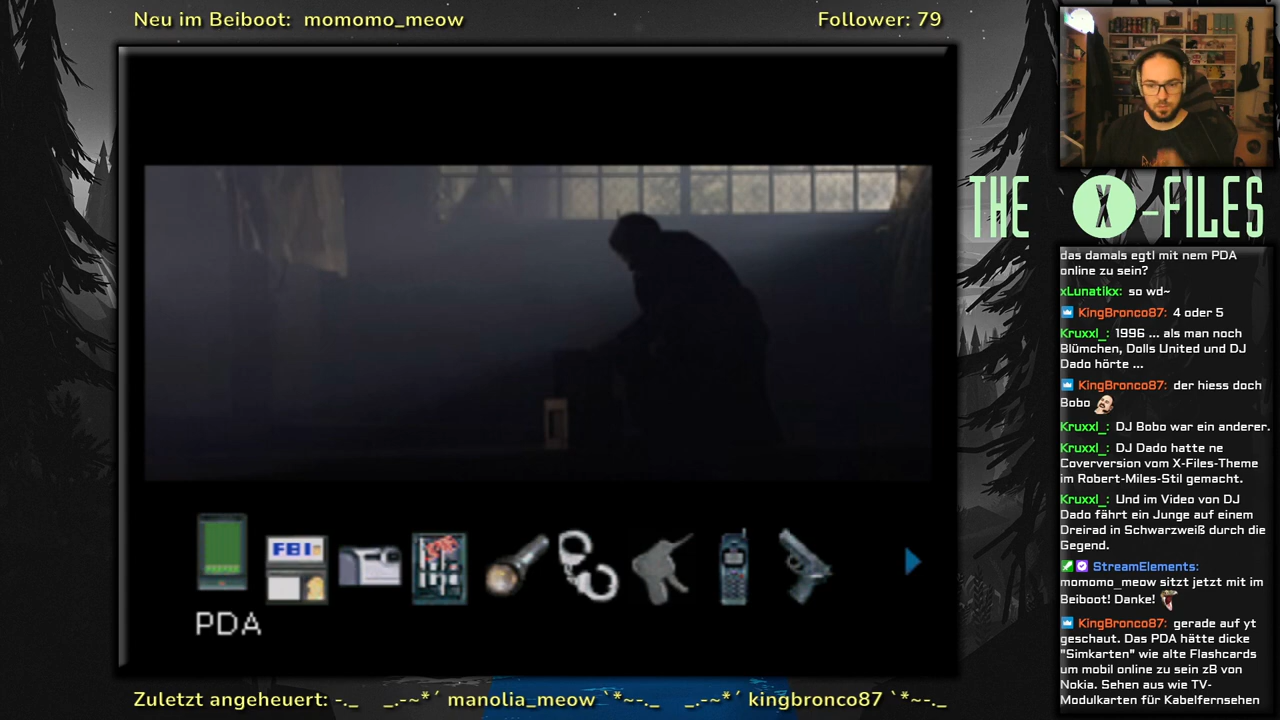 Neu im Beiboot:  momomo_meow
Follower: 79
THE X-FILES
das damals egtl mit nem PDA
online zu sein?
xLunatikx: so wd~
KingBronco87: 4 oder 5
Kruxxl_: 1996 ... als man noch
Blümchen, Dolls United und DJ
Dado hörte ...
KingBronco87: der hiess doch
Bobo
Kruxxl_: DJ Bobo war ein anderer.
Kruxxl_: DJ Dado hatte ne
Coverversion vom X-Files-Theme
im Robert-Miles-Stil gemacht.
Kruxxl_: Und im Video von DJ
Dado fährt ein Junge auf einem
Dreirad in Schwarzweiß durch die
Gegend.
StreamElements:
momomo_meow sitzt jetzt mit im
Beiboot! Danke!
KingBronco87: gerade auf yt
geschaut. Das PDA hätte dicke
"Simkarten" wie alte Flashcards
um mobil online zu sein zB von
Nokia. Sehen aus wie TV-
Modulkarten für Kabelfernsehen
FBI
PDA
Zuletzt angeheuert: -._    _.-~*´ manolia_meow `*~-._    _.-~*´ kingbronco87 `*~-._